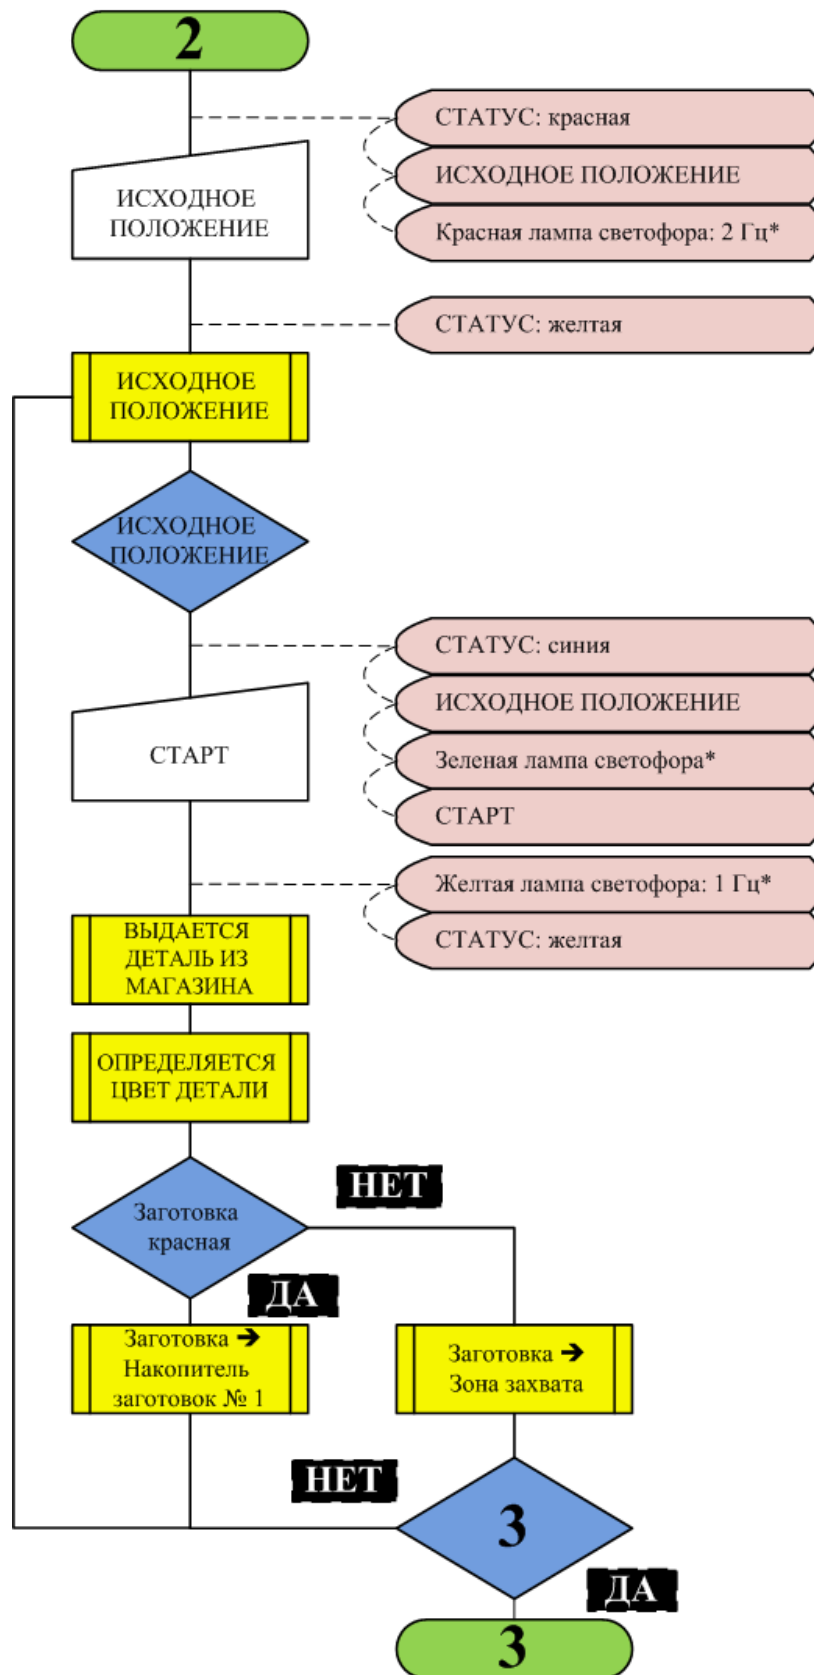 2
СТАТУС: красная
ИСХОДНОЕ
ПОЛОЖЕНИЕ
ИСХОДНОЕ ПОЛОЖЕНИЕ
Красная лампа светофора: 2 Гц*
СТАТУС: желтая
ИСХОДНОЕ
ПОЛОЖЕНИЕ
ИСХОДНОЕ
ПОЛОЖЕНИЕ
СТАТУС: синия
ИСХОДНОЕ ПОЛОЖЕНИЕ
СТАРТ
Зеленая лампа светофора*
СТАРТ
Желтая лампа светофора: 1 Гц*
СТАТУС: желтая
ВЫДАЕТСЯ
ДЕТАЛЬ ИЗ
МАГАЗИНА
ОПРЕДЕЛЯЕТСЯ
ЦВЕТ ДЕТАЛИ
НЕТ
Заготовка
красная
ДА
Заготовка ➔
Накопитель
заготовок № 1
Заготовка ➔
Зона захвата
НЕТ
3
ДА
3